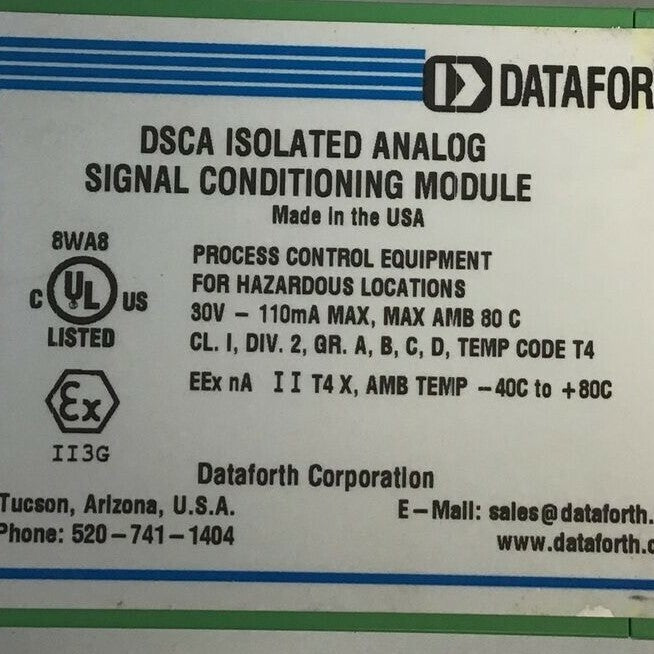 DATAFOR
DSCA ISOLATED ANALOG
SIGNAL CONDITIONING MODULE
Made in the USA
8WA8
C UL US
LISTED
PROCESS CONTROL EQUIPMENT
FOR HAZARDOUS LOCATIONS
30V – 110mA MAX, MAX AMB 80 C
CL. I, DIV. 2, GR. A, B, C, D, TEMP CODE T4
Ex
II3G
EEx nA II T4 X, AMB TEMP –40C to +80C
Dataforth Corporation
Tucson, Arizona, U.S.A.
Phone: 520–741–1404
E–Mail: sales@dataforth.
www.dataforth.c